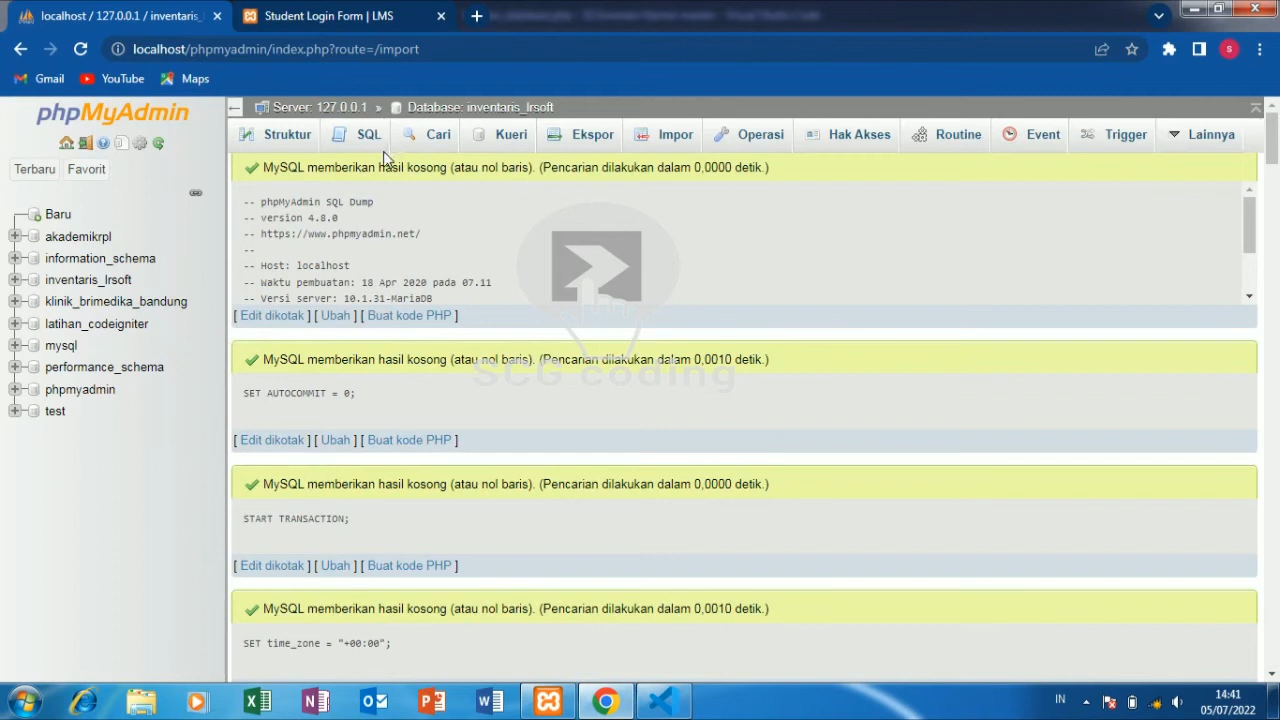 localhost / 127.0.0.1 / inventaris_l
Student Login Form | LMS
localhost/phpmyadmin/index.php?route=/import
S
Gmail
YouTube
Maps
phpMyAdmin
Terbaru
Favorit
Baru
akademikrpl
information_schema
inventaris_lrsoft
klinik_brimedika_bandung
latihan_codeigniter
mysql
performance_schema
phpmyadmin
test
Server: 127.0.0.1 » Database: inventaris_lrsoft
Struktur
SQL
Cari
Kueri
Ekspor
Impor
Operasi
Hak Akses
Routine
Event
Trigger
Lainnya
MySQL memberikan hasil kosong (atau nol baris). (Pencarian dilakukan dalam 0,0000 detik.)
-- phpMyAdmin SQL Dump
-- version 4.8.0
-- https://www.phpmyadmin.net/
--
-- Host: localhost
-- Waktu pembuatan: 18 Apr 2020 pada 07.11
-- Versi server: 10.1.31-MariaDB
[ Edit dikotak ] [ Ubah ] [ Buat kode PHP ]
MySQL memberikan hasil kosong (atau nol baris). (Pencarian dilakukan dalam 0,0010 detik.)
SCG coding
SET AUTOCOMMIT = 0;
[ Edit dikotak ] [ Ubah ] [ Buat kode PHP ]
MySQL memberikan hasil kosong (atau nol baris). (Pencarian dilakukan dalam 0,0000 detik.)
START TRANSACTION;
[ Edit dikotak ] [ Ubah ] [ Buat kode PHP ]
MySQL memberikan hasil kosong (atau nol baris). (Pencarian dilakukan dalam 0,0010 detik.)
SET time_zone = "+00:00";
IN
14:41
05/07/2022